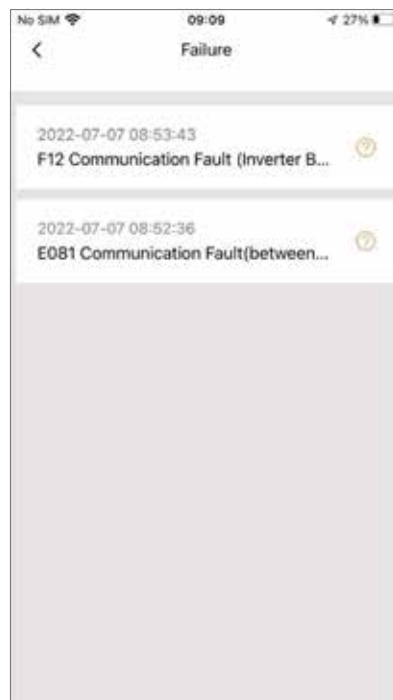 No SIM 09:09 27%
Failure
2022-07-07 08:53:43
F12 Communication Fault (Inverter B...
2022-07-07 08:52:36
E081 Communication Fault(between...